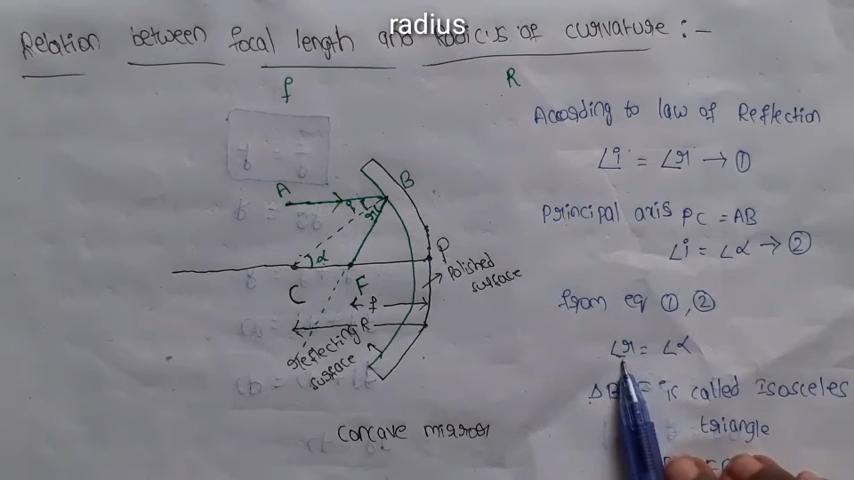 radius
Relation between focal length and Radius of curvature :-
f
R
According to law of Reflection
∠i = ∠r → ①
Principal axis PC = AB
∠i = ∠α → ②
from eq ①, ②
∠r = ∠α
is called Isosceles
triangle
A
B
i
r
α
P
C
F
f
R
Polished
surface
reflecting
surface
concave mirror